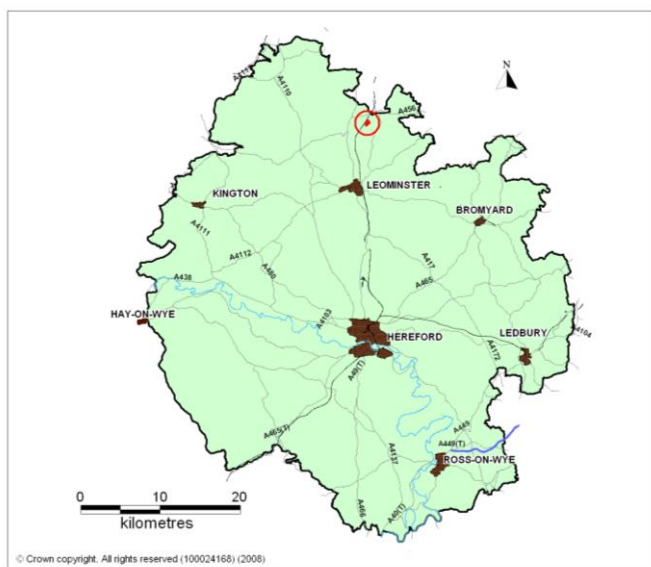 N
A4113
A4110
A456
LEOMINSTER
KINGTON
BROMYARD
A4111
A4112
A417
A438
A480
A465
HAY-ON-WYE
A4103
HEREFORD
LEDBURY
A4104
A4172
A49(T)
A465(T)
A449
A449(T)
A4137
ROSS-ON-WYE
A466
A40(T)
0 10 20
kilometres
© Crown copyright. All rights reserved (100024168) (2008)